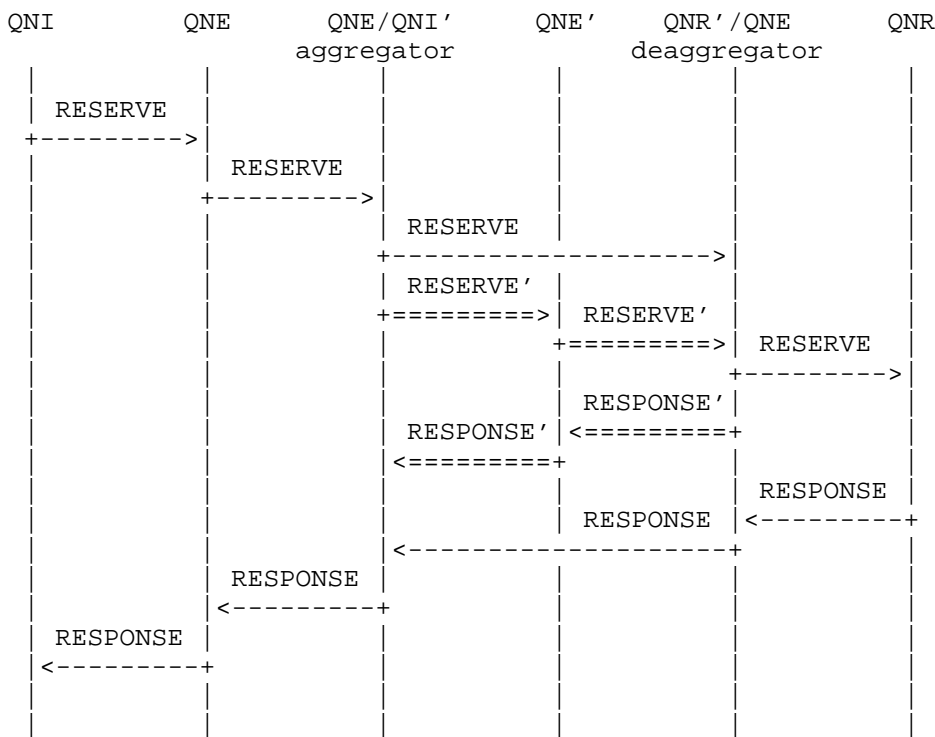 QNI QNE QNE/QNI' QNE' QNR'/QNE QNR
aggregator deaggregator
RESERVE
RESERVE
RESERVE
RESERVE'
RESERVE'
RESERVE
RESPONSE'
RESPONSE'
RESPONSE
RESPONSE
RESPONSE
RESPONSE